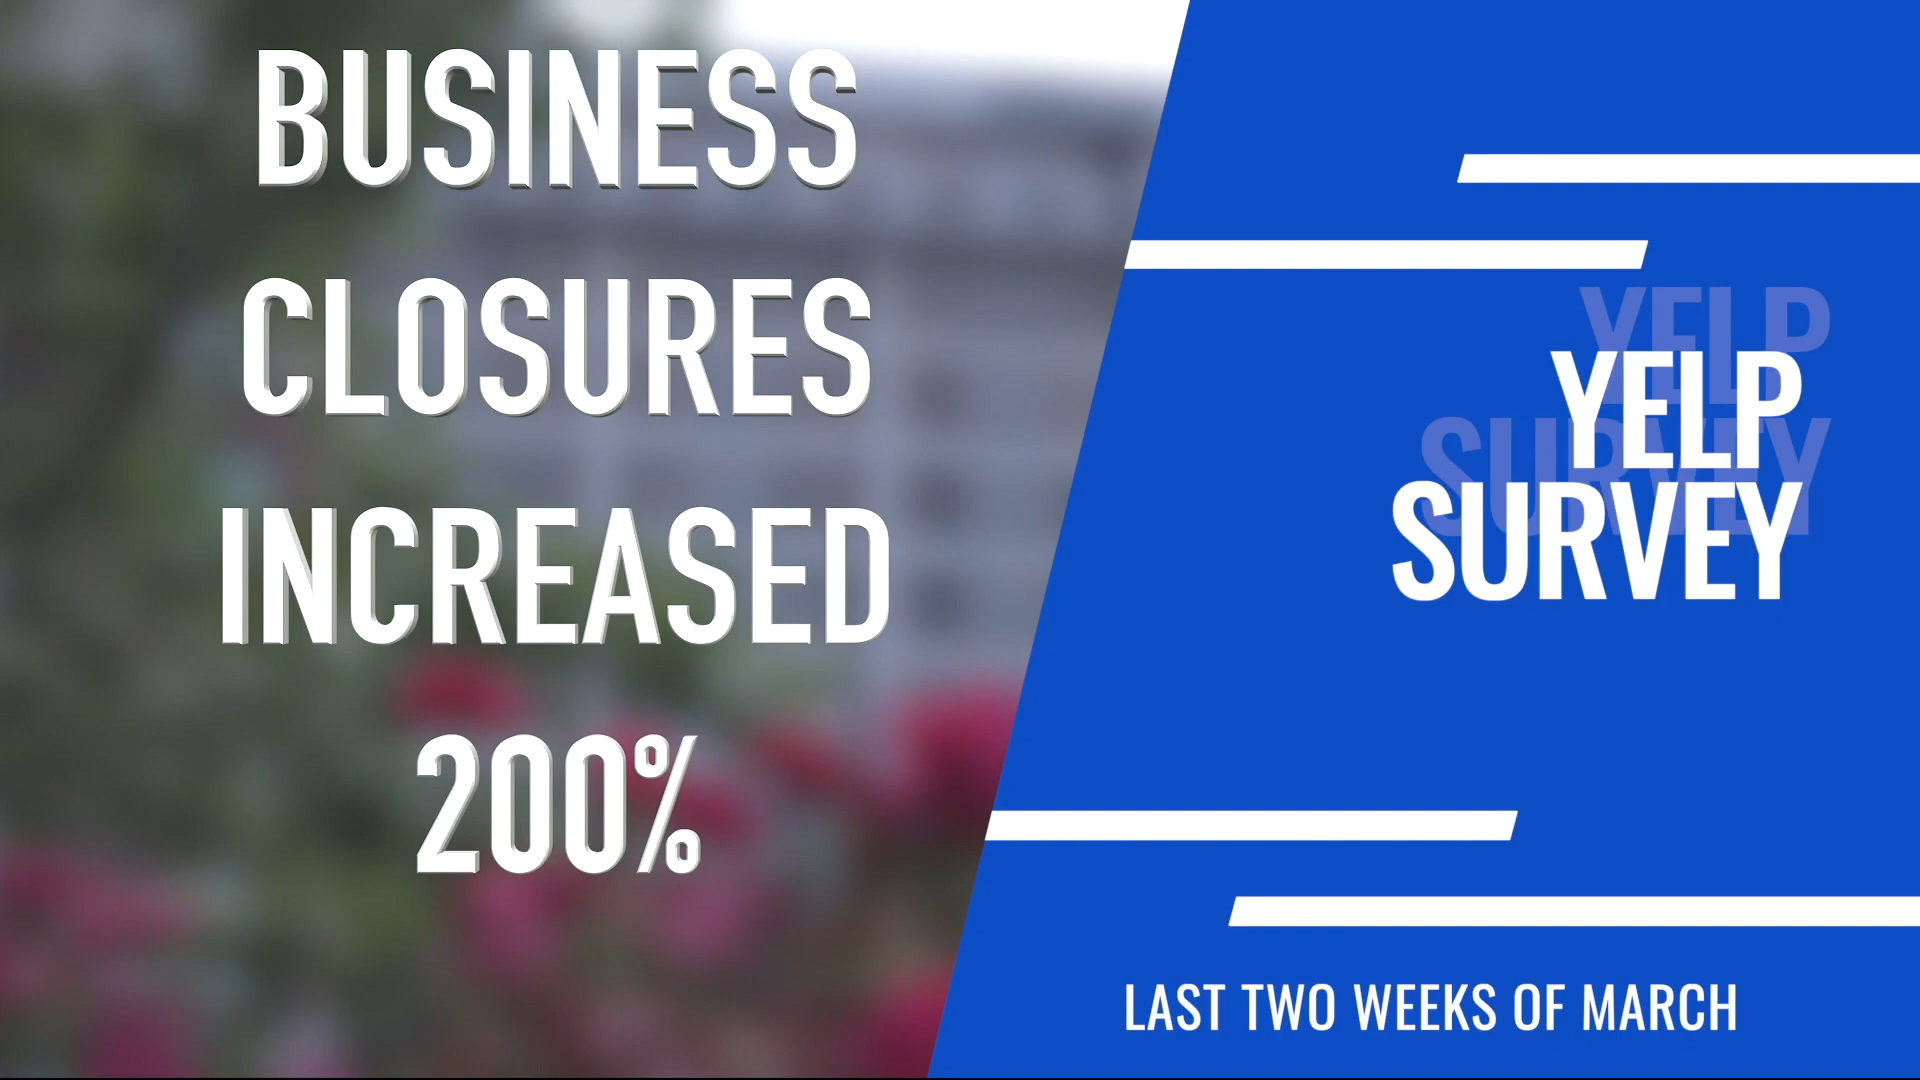 BUSINESS
CLOSURES
INCREASED
200%
YELP
SURVEY
LAST TWO WEEKS OF MARCH